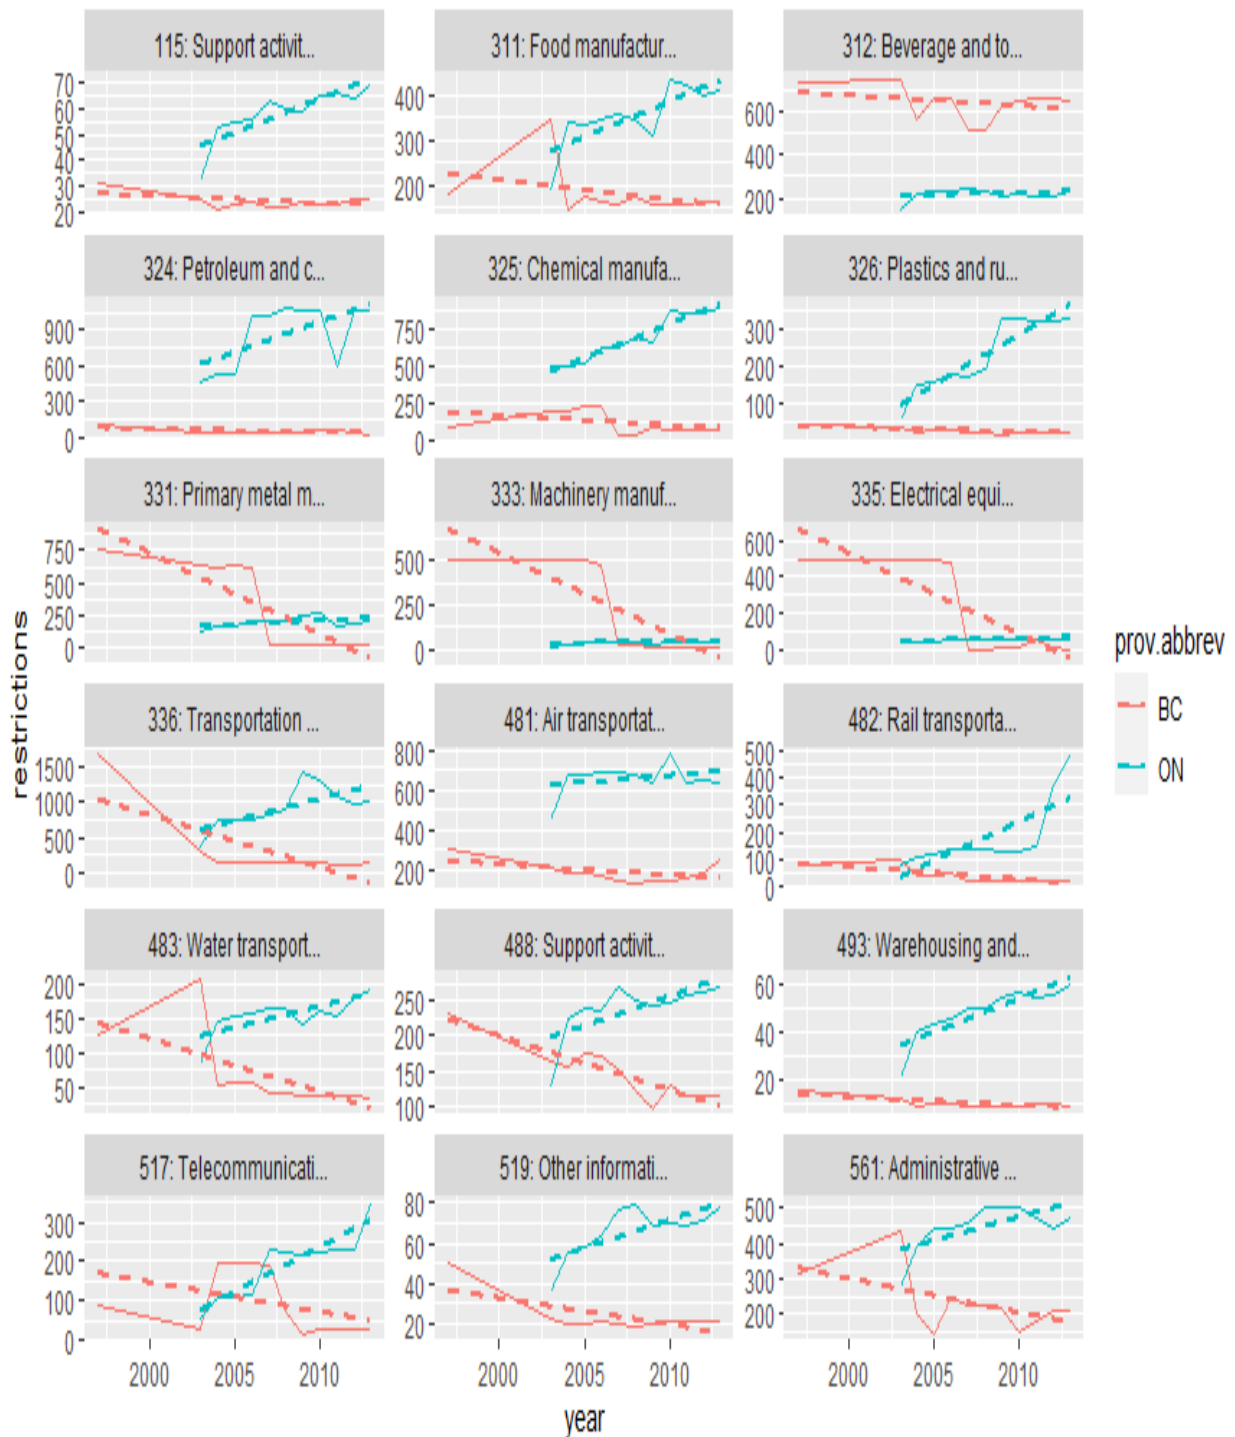 115: Support activit...
311: Food manufactur...
312: Beverage and to...
70
60
50
40
30
20
400
300
200
600
400
200
324: Petroleum and c...
325: Chemical manufa...
326: Plastics and ru...
900
600
300
0
750
500
250
0
300
200
100
331: Primary metal m...
333: Machinery manuf...
335: Electrical equi...
750
500
250
0
500
250
0
600
400
200
0
336: Transportation ...
481: Air transportat...
482: Rail transporta...
1500
1000
500
0
800
600
400
200
500
400
300
200
100
0
483: Water transport...
488: Support activit...
493: Warehousing and...
200
150
100
50
250
200
150
100
60
40
20
517: Telecommunicati...
519: Other informati...
561: Administrative ...
300
200
100
0
80
60
40
20
500
400
300
200
2000 2005 2010
2000 2005 2010
2000 2005 2010
year
restrictions
prov.abbrev
BC
ON